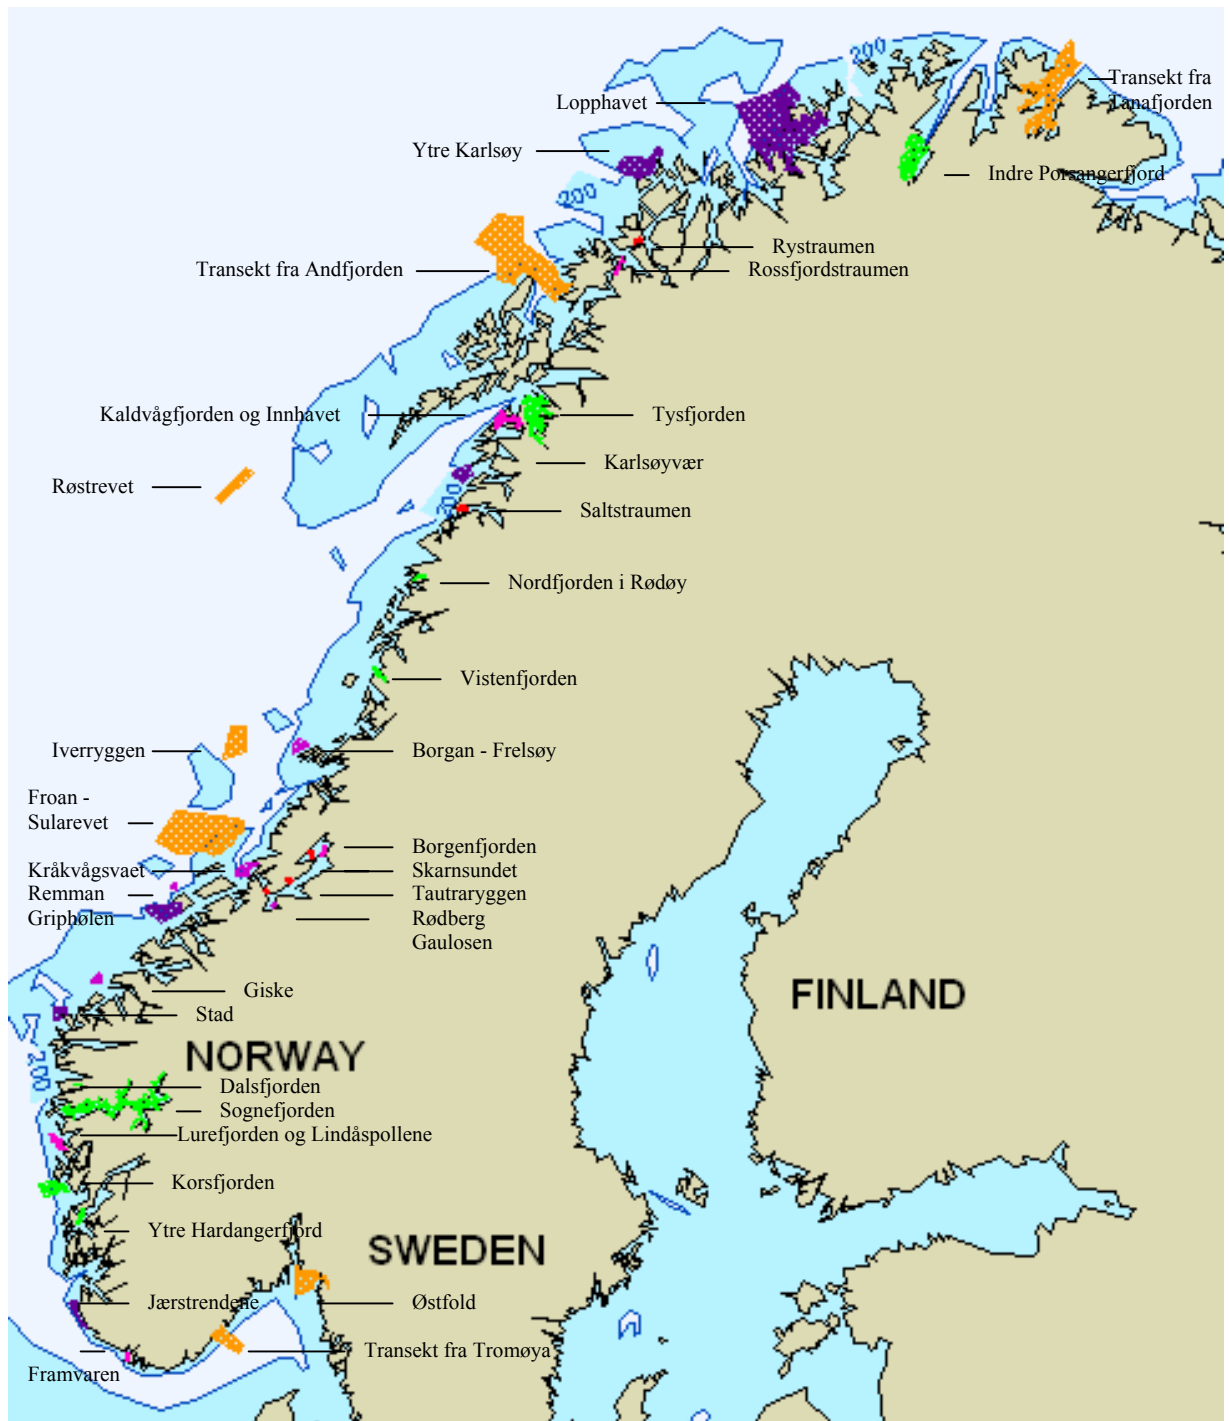 200
Lopphavet
Transekt fra
Tanafjorden
Ytre Karlsøy
Indre Porsangerfjord
200
Rystraumen
Transekt fra Andfjorden
Rossfjordstraumen
Kaldvågfjorden og Innhavet
Tysfjorden
Karlsøyvær
Røstrevet
200
Saltstraumen
Nordfjorden i Rødøy
Vistenfjorden
Iverryggen
Borgan - Frelsøy
Froan -
Sularevet
Borgenfjorden
Kråkvågsvaet
Skarnsundet
Remman
Tautraryggen
Griphølen
Rødberg
Gaulosen
Giske
FINLAND
Stad
NORWAY
200
Dalsfjorden
Sognefjorden
Lurefjorden og Lindåspollene
Korsfjorden
Ytre Hardangerfjord
SWEDEN
Jærstrendene
Østfold
Transekt fra Tromøya
Framvaren